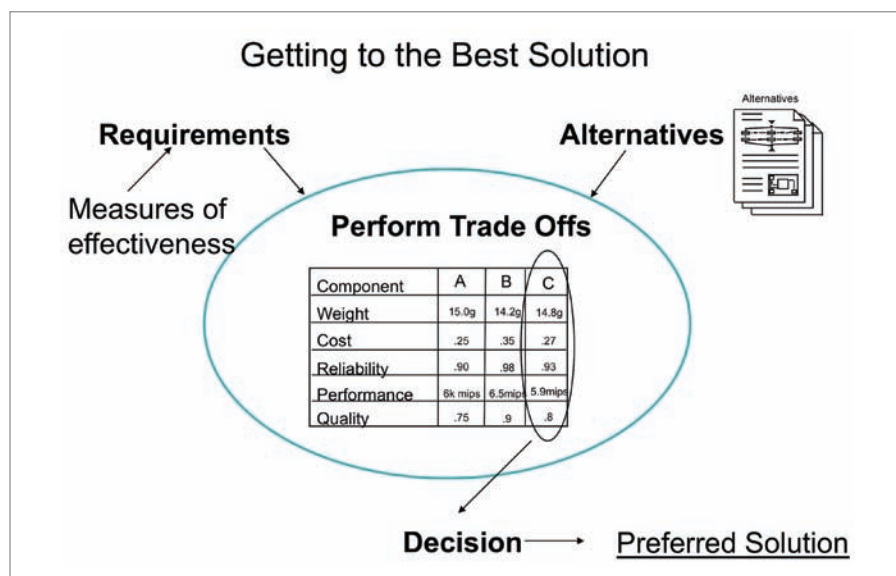 Getting to the Best Solution
Alternatives
Requirements
Alternatives
Measures of
effectiveness
Perform Trade Offs
Component A B C
Weight 15.0g 14.2g 14.8g
Cost .25 .35 .27
Reliability .90 .98 .93
Performance 6k mips 6.5mips 5.9mips
Quality .75 .9 .8
Decision
Preferred Solution